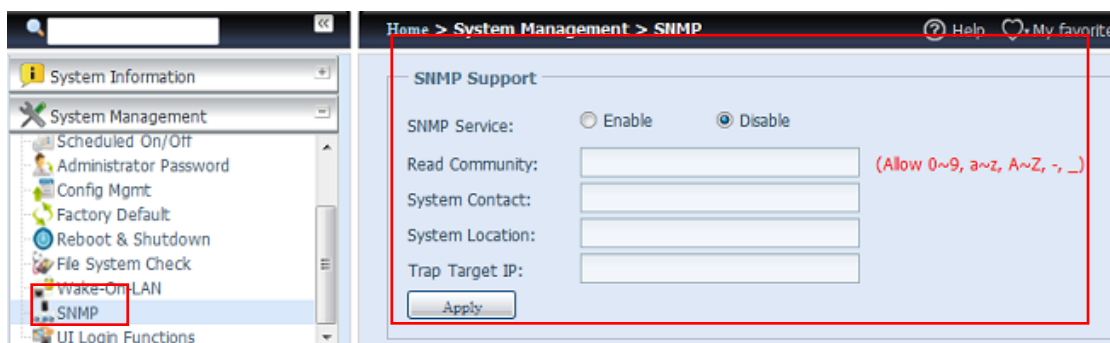 Home > System Management > SNMP
Help
My favorite
System Information
System Management
Scheduled On/Off
Administrator Password
Config Mgmt
Factory Default
Reboot & Shutdown
File System Check
Wake-On-LAN
SNMP
UI Login Functions
SNMP Support
SNMP Service: Enable Disable
Read Community: (Allow 0~9, a~z, A~Z, -, _)
System Contact:
System Location:
Trap Target IP:
Apply